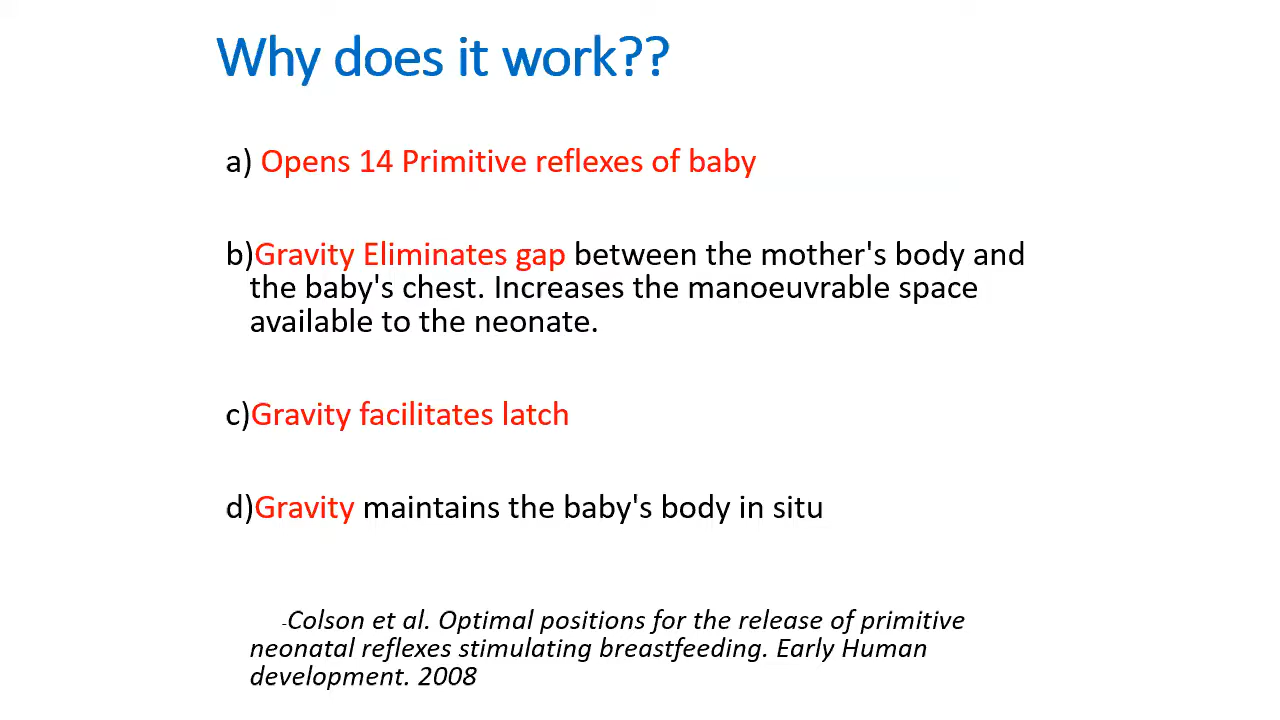 Why does it work??
a) Opens 14 Primitive reflexes of baby
b)Gravity Eliminates gap between the mother's body and
the baby's chest. Increases the manoeuvrable space
available to the neonate.
c)Gravity facilitates latch
d)Gravity maintains the baby's body in situ
-Colson et al. Optimal positions for the release of primitive
neonatal reflexes stimulating breastfeeding. Early Human
development. 2008